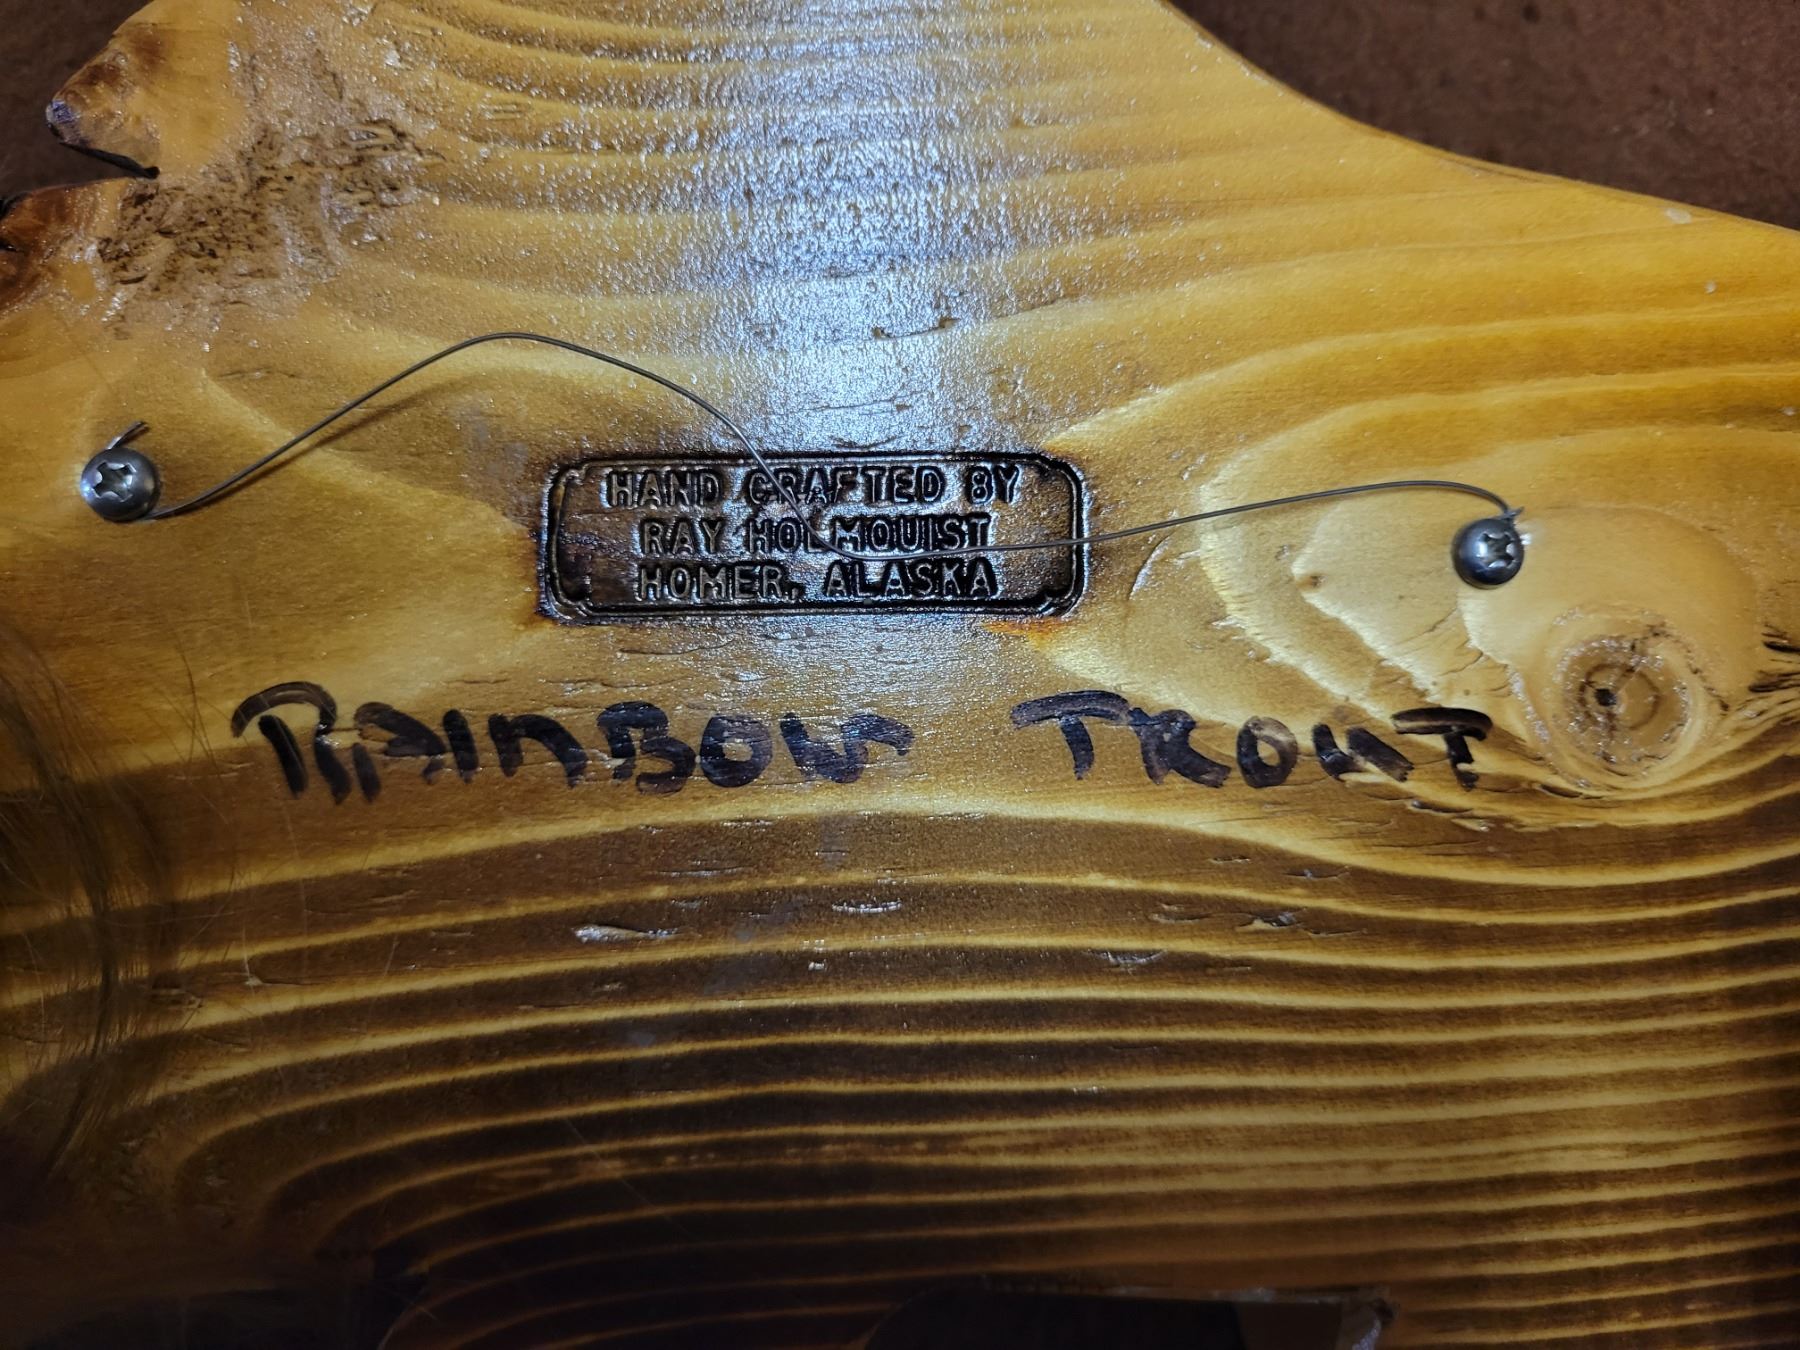 HAND CRAFTED BY
RAY HOLMQUIST
HOMER, ALASKA
RAINBOW TROUT